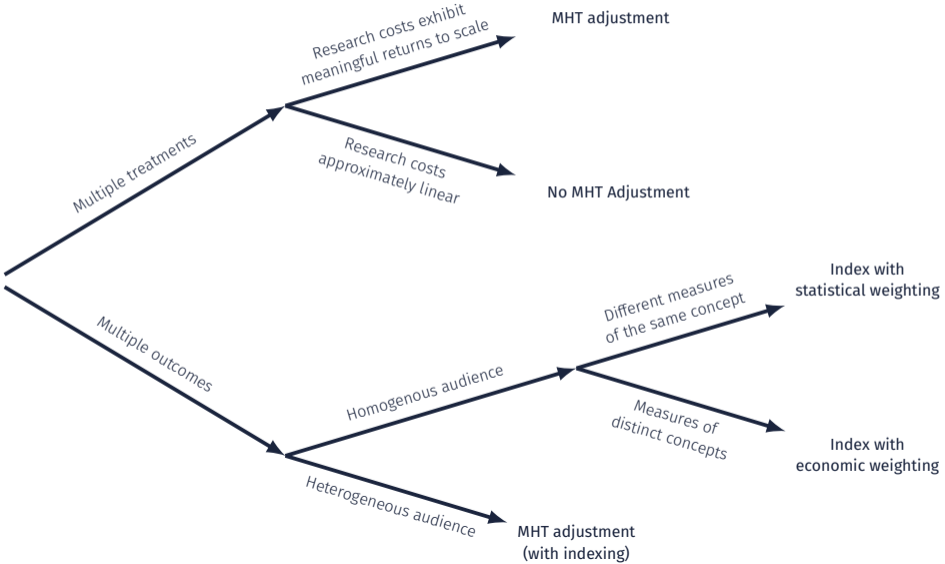 Research costs exhibit
meaningful returns to scale
MHT adjustment
Multiple treatments
Research costs
approximately linear
No MHT Adjustment
Multiple outcomes
Homogenous audience
Different measures
of the same concept
Index with
statistical weighting
Measures of
distinct concepts
Index with
economic weighting
Heterogeneous audience
MHT adjustment
(with indexing)